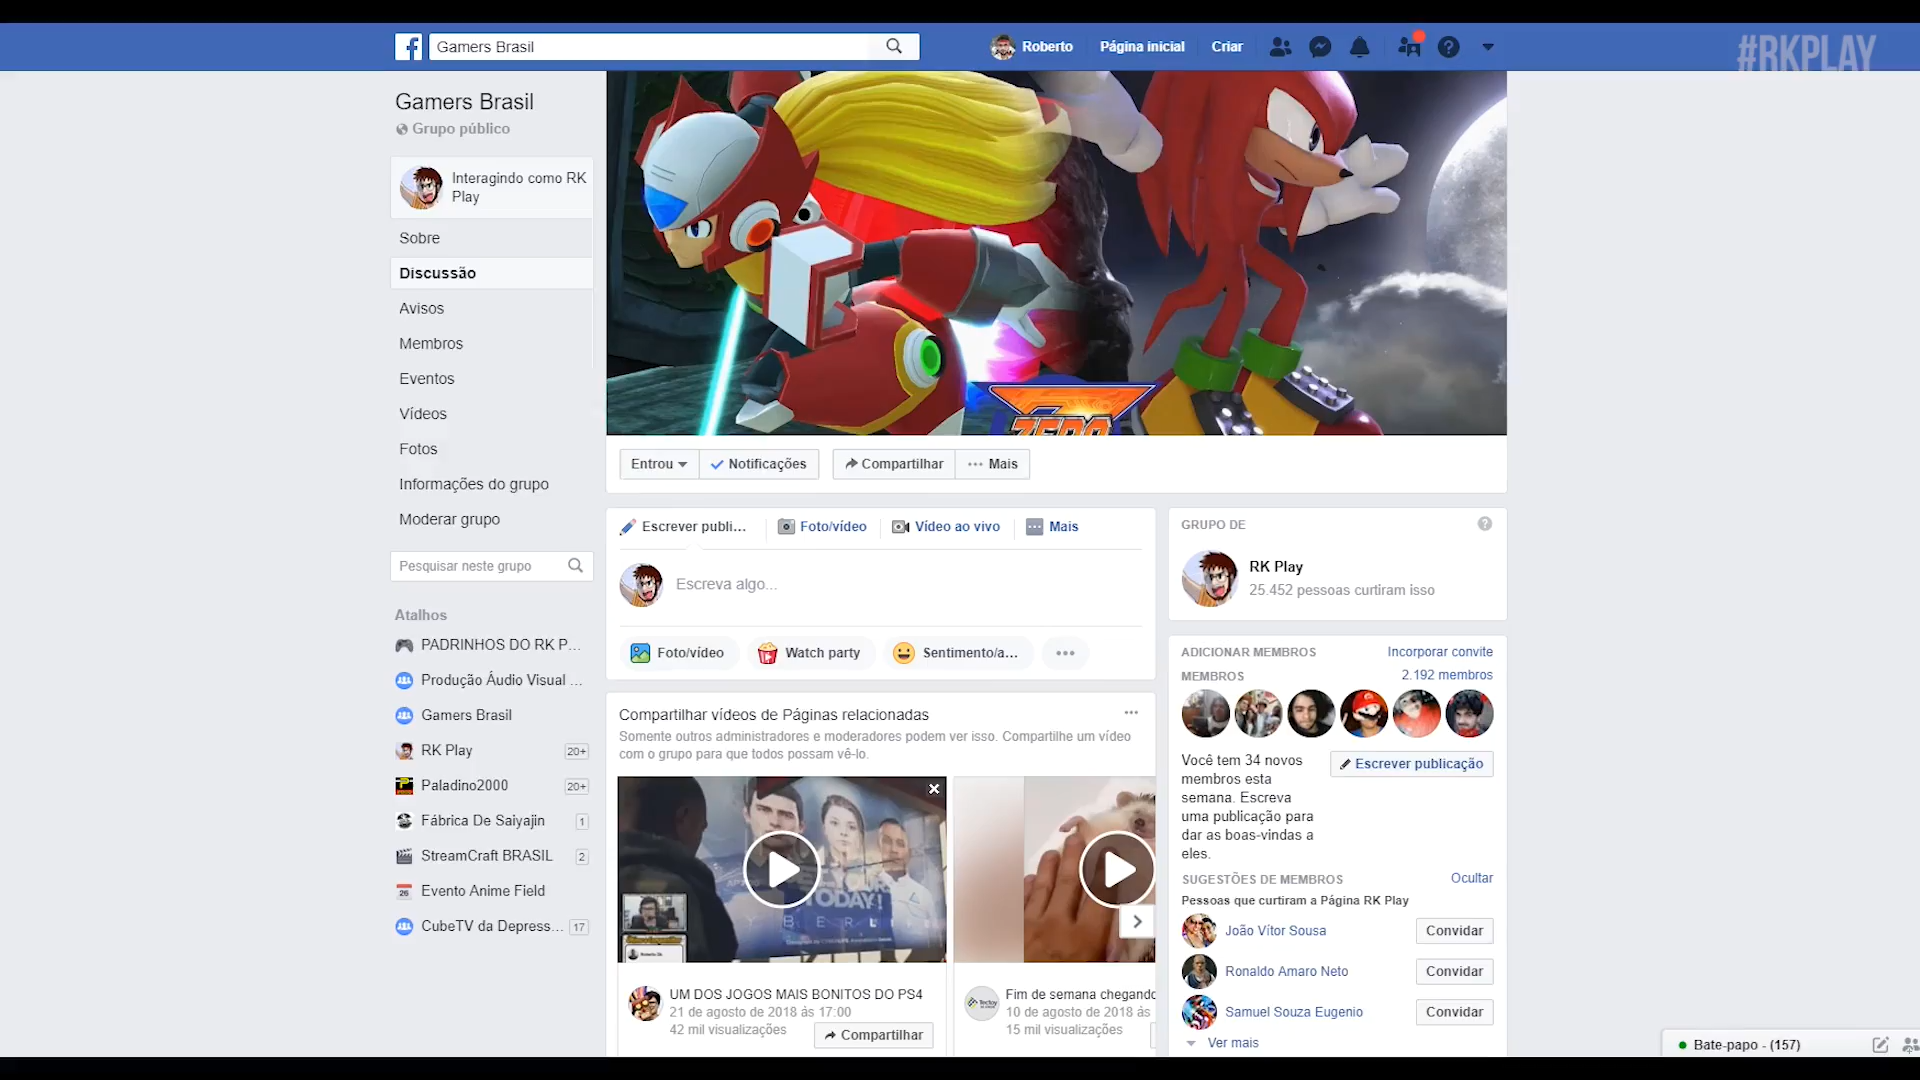 Gamers Brasil
Roberto
Página inicial
Criar
#RKPLAY
Gamers Brasil
Grupo público
Interagindo como RK
Play
Sobre
Discussão
Avisos
Membros
Eventos
Vídeos
Fotos
Informações do grupo
Moderar grupo
Pesquisar neste grupo
Atalhos
PADRINHOS DO RK P...
Produção Áudio Visual ...
Gamers Brasil
RK Play 20+
Paladino2000 20+
Fábrica De Saiyajin 1
StreamCraft BRASIL 2
Evento Anime Field
CubeTV da Depress... 17
ZERO
Entrou
Notificações
Compartilhar
Mais
Escrever publi...
Foto/vídeo
Vídeo ao vivo
Mais
Escreva algo...
Foto/vídeo
Watch party
Sentimento/a...
Compartilhar vídeos de Páginas relacionadas
Somente outros administradores e moderadores podem ver isso. Compartilhe um vídeo
com o grupo para que todos possam vê-lo.
TODAY!
UM DOS JOGOS MAIS BONITOS DO PS4
21 de agosto de 2018 às 17:00
42 mil visualizações
Compartilhar
Fim de semana chegando
10 de agosto de 2018 às
15 mil visualizações
GRUPO DE
RK Play
25.452 pessoas curtiram isso
ADICIONAR MEMBROS
Incorporar convite
MEMBROS
2.192 membros
Você tem 34 novos
membros esta
semana. Escreva
uma publicação para
dar as boas-vindas a
eles.
Escrever publicação
SUGESTÕES DE MEMBROS
Ocultar
Pessoas que curtiram a Página RK Play
João Vítor Sousa
Convidar
Ronaldo Amaro Neto
Convidar
Samuel Souza Eugenio
Convidar
Ver mais
Bate-papo - (157)